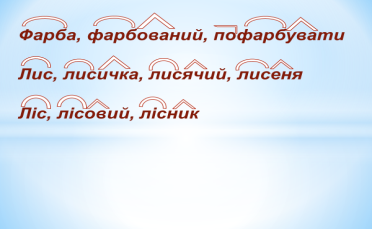 Фарба, фарбований, пофарбувати
Лис, лисичка, лисячий, лисеня
Ліс, лісовий, лісник